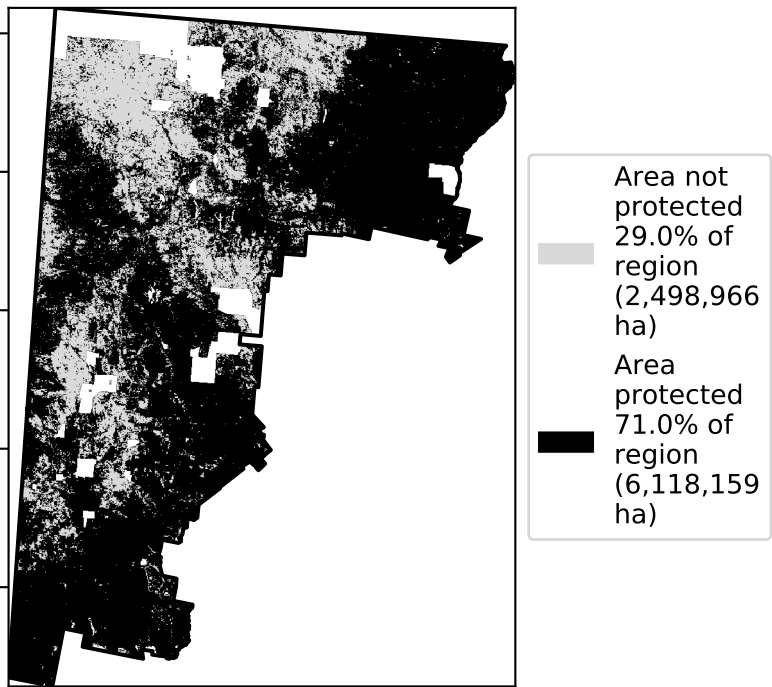 Area not
protected
29.0% of
region
(2,498,966
ha)
Area
protected
71.0% of
region
(6,118,159
ha)